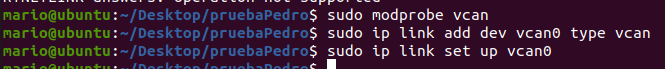 mario@ubuntu:~/Desktop/pruebaPedro$ sudo modprobe vcan
mario@ubuntu:~/Desktop/pruebaPedro$ sudo ip link add dev vcan0 type vcan
mario@ubuntu:~/Desktop/pruebaPedro$ sudo ip link set up vcan0
mario@ubuntu:~/Desktop/pruebaPedro$